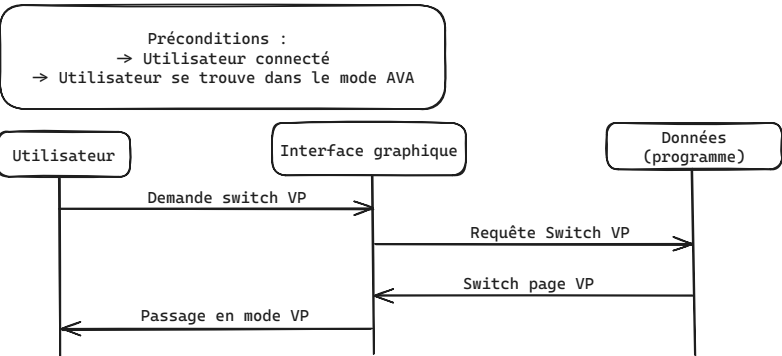 Préconditions :
→ Utilisateur connecté
→ Utilisateur se trouve dans le mode AVA
Utilisateur
Interface graphique
Données
(programme)
Demande switch VP
Requête Switch VP
Switch page VP
Passage en mode VP